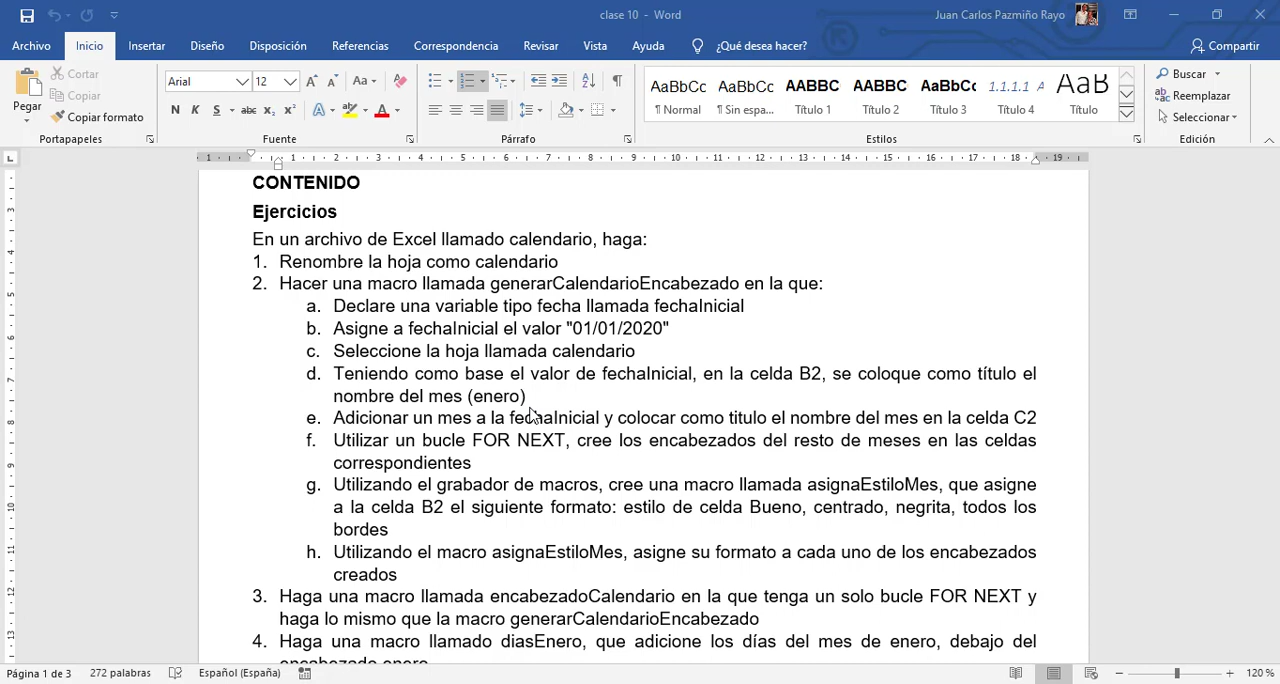 clase 10 - Word
Juan Carlos Pazmiño Rayo
Archivo Inicio Insertar Diseño Disposición Referencias Correspondencia Revisar Vista Ayuda ¿Qué desea hacer? Compartir
Pegar
Cortar
Copiar
Copiar formato
Portapapeles
Arial 12
N K S abc x₂ x²
Fuente
Párrafo
AaBbCc AaBbCc AABBC AABBC AaBbCc 1.1.1.1 A AaB
¶ Normal ¶ Sin espa... Título 1 Título 2 Título 3 Título 4 Título
Estilos
Buscar
Reemplazar
Seleccionar
Edición
CONTENIDO
Ejercicios
En un archivo de Excel llamado calendario, haga:
1. Renombre la hoja como calendario
2. Hacer una macro llamada generarCalendarioEncabezado en la que:
a. Declare una variable tipo fecha llamada fechaInicial
b. Asigne a fechaInicial el valor "01/01/2020"
c. Seleccione la hoja llamada calendario
d. Teniendo como base el valor de fechaInicial, en la celda B2, se coloque como título el
nombre del mes (enero)
e. Adicionar un mes a la fechaInicial y colocar como titulo el nombre del mes en la celda C2
f. Utilizar un bucle FOR NEXT, cree los encabezados del resto de meses en las celdas
correspondientes
g. Utilizando el grabador de macros, cree una macro llamada asignaEstiloMes, que asigne
a la celda B2 el siguiente formato: estilo de celda Bueno, centrado, negrita, todos los
bordes
h. Utilizando el macro asignaEstiloMes, asigne su formato a cada uno de los encabezados
creados
3. Haga una macro llamada encabezadoCalendario en la que tenga un solo bucle FOR NEXT y
haga lo mismo que la macro generarCalendarioEncabezado
4. Haga una macro llamado diasEnero, que adicione los días del mes de enero, debajo del
encabezado enero
Página 1 de 3 272 palabras Español (España) 120 %